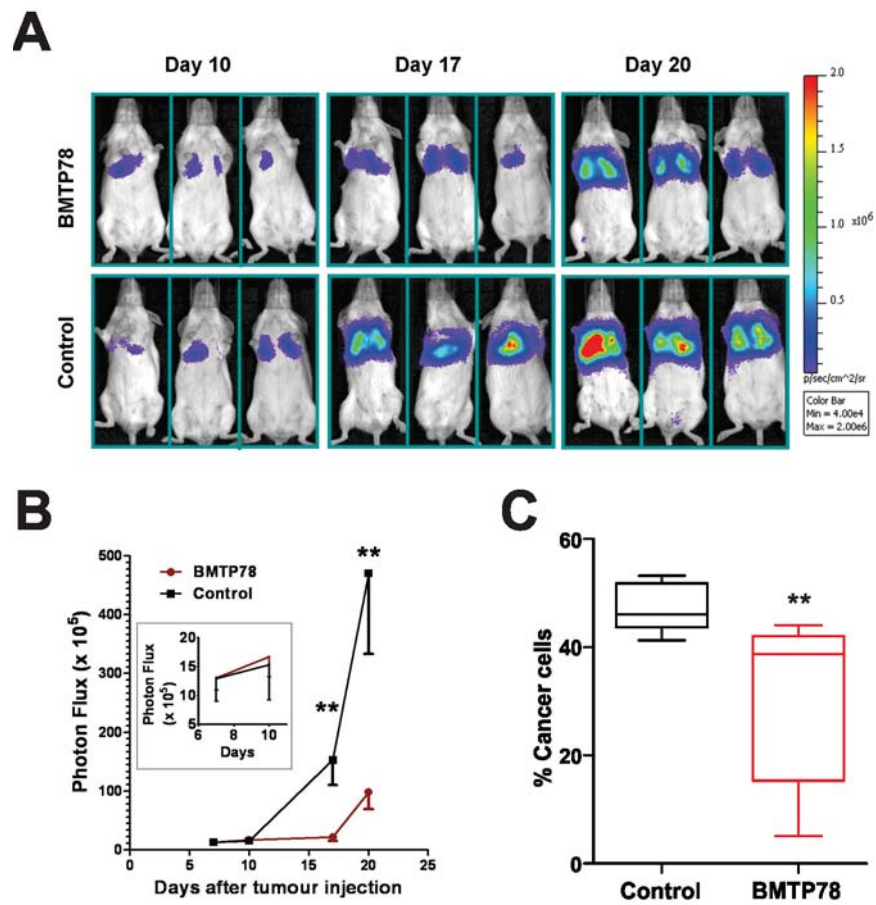 A
Day 10 Day 17 Day 20
BMTP78
Control
2.0
1.5
1.0
x10^6
0.5
p/sec/cm^2/sr
Color Bar
Min = 4.00e4
Max = 2.00e6
B
Photon Flux (x 10^5)
500
400
300
200
100
0
0 5 10 15 20 25
Days after tumour injection
BMTP78
Control
**
**
Photon Flux
(x 10^5)
20
15
10
5
6 8 10
Days
C
% Cancer cells
60
40
20
0
**
Control BMTP78